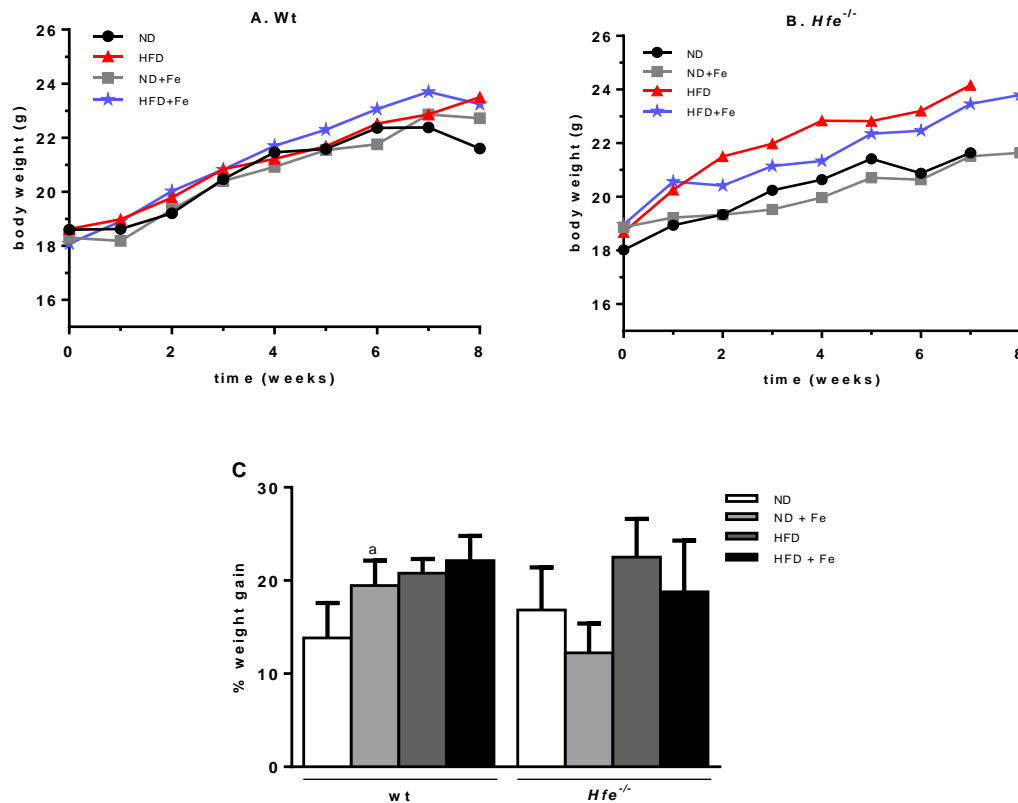 A. Wt
26
24
22
20
18
16
body weight (g)
ND
HFD
ND+Fe
HFD+Fe
0 2 4 6 8
time (weeks)
B. Hfe-/-
26
24
22
20
18
16
body weight (g)
ND
ND+Fe
HFD
HFD+Fe
0 2 4 6 8
time (weeks)
C
30
20
10
0
% weight gain
a
ND
ND + Fe
HFD
HFD + Fe
wt Hfe-/-